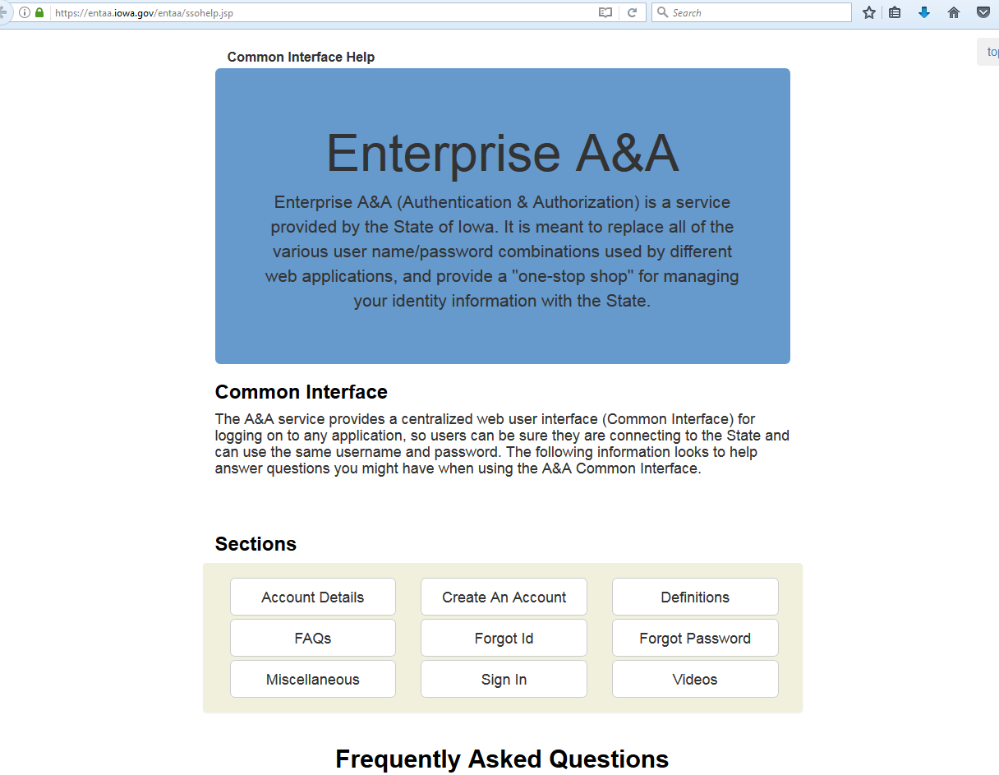 https://entaa.iowa.gov/entaa/ssohelp.jsp
Search
top
Common Interface Help
Enterprise A&A
Enterprise A&A (Authentication & Authorization) is a service
provided by the State of Iowa. It is meant to replace all of the
various user name/password combinations used by different
web applications, and provide a "one-stop shop" for managing
your identity information with the State.
Common Interface
The A&A service provides a centralized web user interface (Common Interface) for
logging on to any application, so users can be sure they are connecting to the State and
can use the same username and password. The following information looks to help
answer questions you might have when using the A&A Common Interface.
Sections
Account Details Create An Account Definitions
FAQs Forgot Id Forgot Password
Miscellaneous Sign In Videos
Frequently Asked Questions